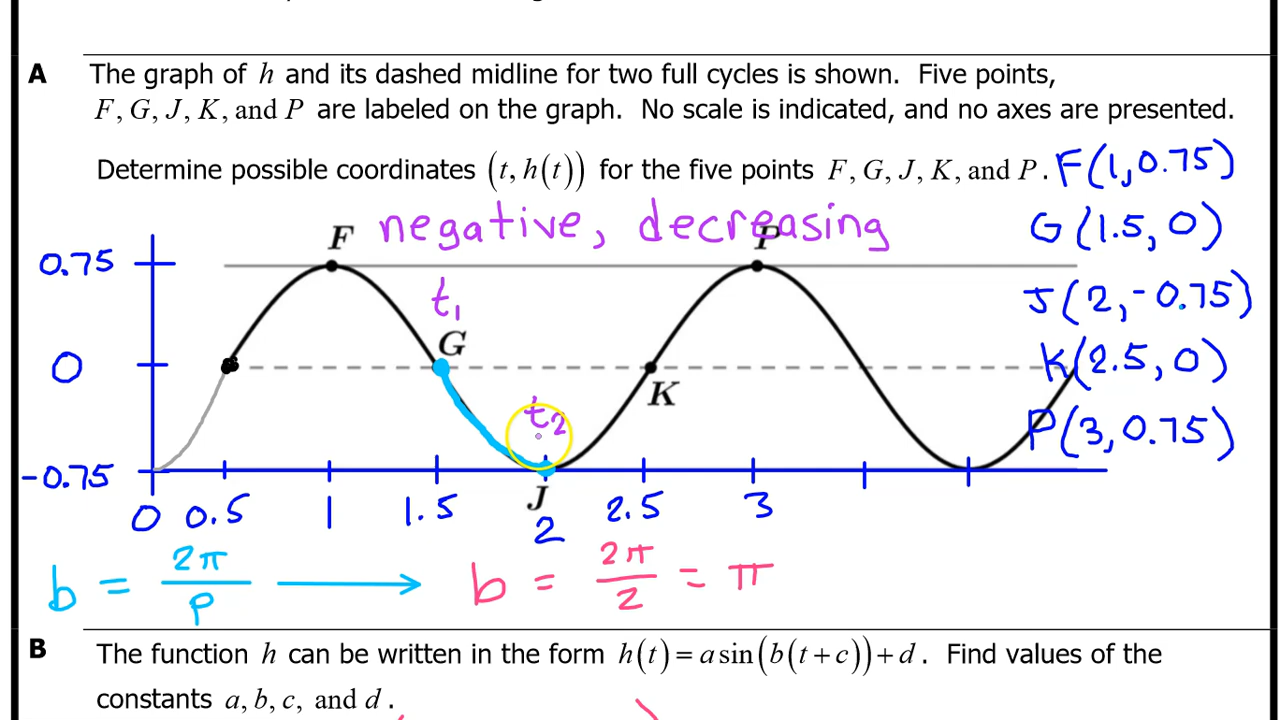 A The graph of h and its dashed midline for two full cycles is shown. Five points,
F, G, J, K, and P are labeled on the graph. No scale is indicated, and no axes are presented.
Determine possible coordinates (t, h(t)) for the five points F, G, J, K, and P. F(1, 0.75)
negative, decreasing
G(1.5, 0)
F
P
0.75
t₁
J(2, -0.75)
G
0
K(2.5, 0)
K
t₂
P(3, 0.75)
-0.75
J
0 0.5 1 1.5 2 2.5 3
b = 2π/P → b = 2π/2 = π
B The function h can be written in the form h(t) = a sin(b(t+c)) + d. Find values of the
constants a, b, c, and d.